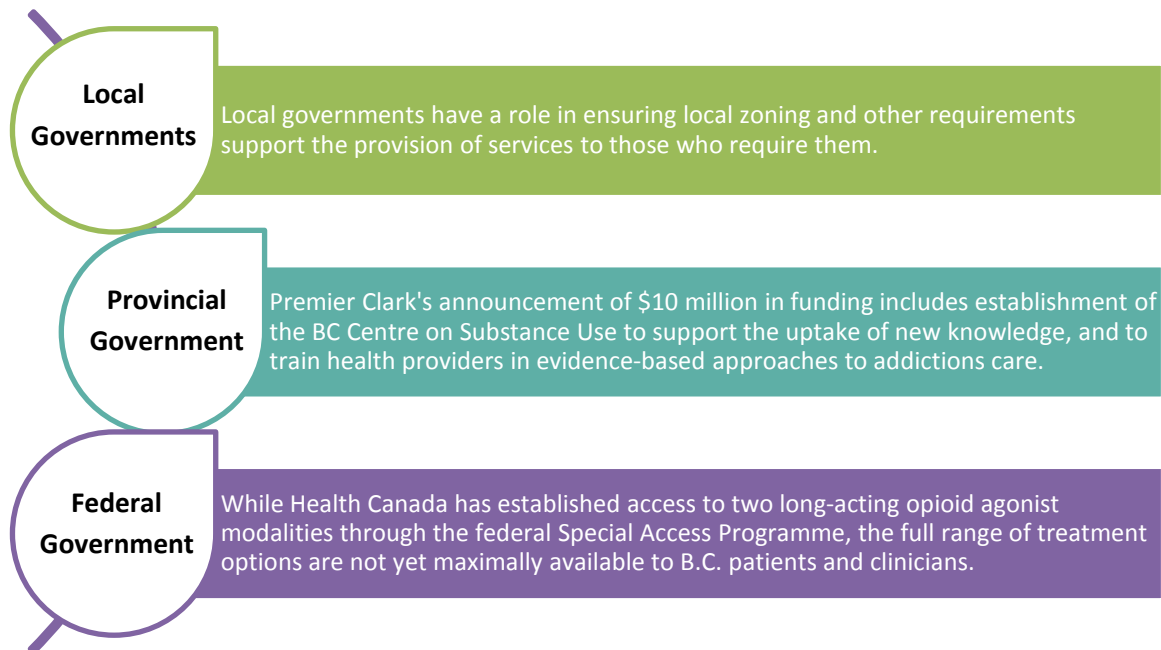 Local
Governments
Local governments have a role in ensuring local zoning and other requirements
support the provision of services to those who require them.
Provincial
Government
Premier Clark's announcement of $10 million in funding includes establishment of
the BC Centre on Substance Use to support the uptake of new knowledge, and to
train health providers in evidence-based approaches to addictions care.
Federal
Government
While Health Canada has established access to two long-acting opioid agonist
modalities through the federal Special Access Programme, the full range of treatment
options are not yet maximally available to B.C. patients and clinicians.